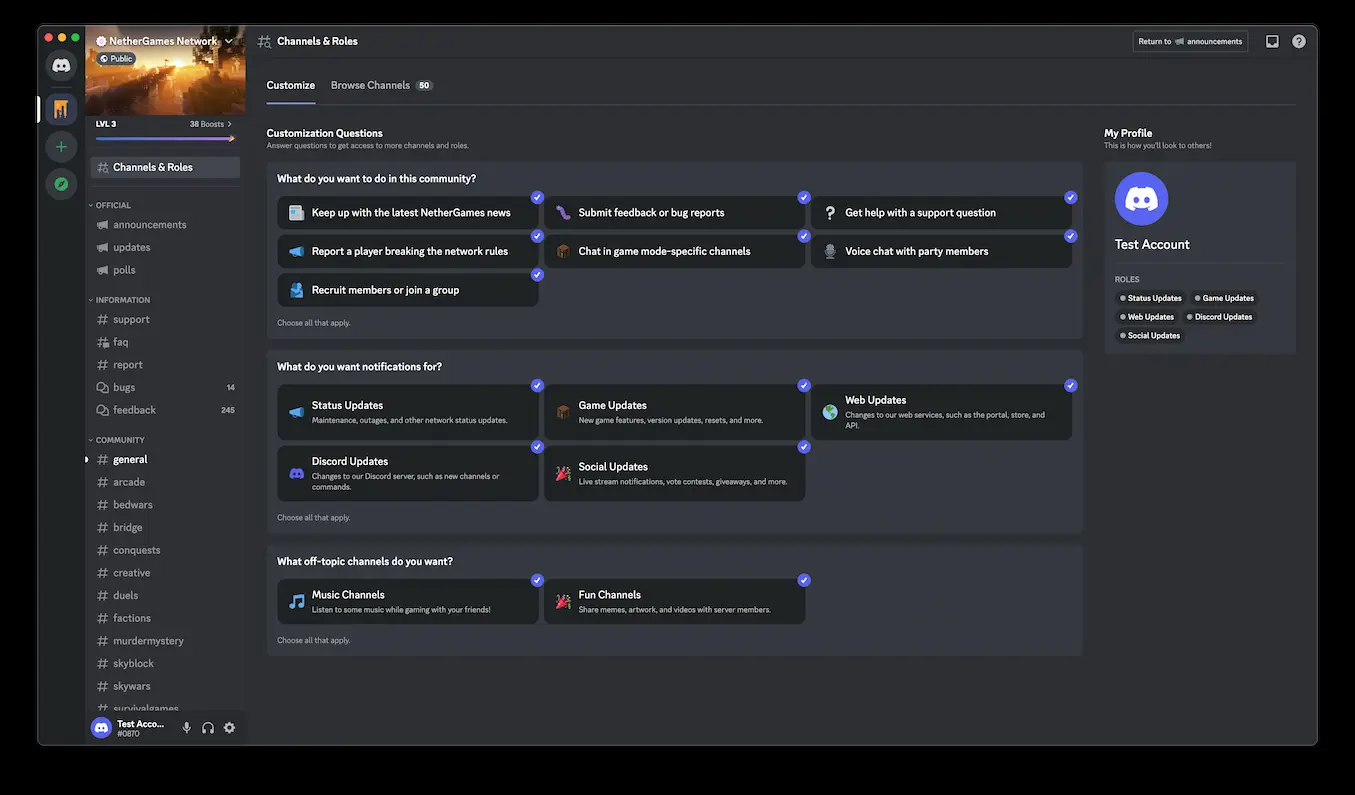 NetherGames Network
Public
LVL 3
38 Boosts
Channels & Roles
OFFICIAL
announcements
updates
polls
INFORMATION
support
faq
report
bugs 14
feedback 245
COMMUNITY
general
arcade
bedwars
bridge
conquests
creative
duels
factions
murdermystery
skyblock
skywars
survivalgames
Test Acco...
#0870
Channels & Roles
Return to announcements
Customize
Browse Channels 50
Customization Questions
Answer questions to get access to more channels and roles.
What do you want to do in this community?
Keep up with the latest NetherGames news
Submit feedback or bug reports
Get help with a support question
Report a player breaking the network rules
Chat in game mode-specific channels
Voice chat with party members
Recruit members or join a group
Choose all that apply.
What do you want notifications for?
Status Updates
Maintenance, outages, and other network status updates.
Game Updates
New game features, version updates, resets, and more.
Web Updates
Changes to our web services, such as the portal, store, and
API.
Discord Updates
Changes to our Discord server, such as new channels or
commands.
Social Updates
Live stream notifications, vote contests, giveaways, and more.
Choose all that apply.
What off-topic channels do you want?
Music Channels
Listen to some music while gaming with your friends!
Fun Channels
Share memes, artwork, and videos with server members.
Choose all that apply.
My Profile
This is how you'll look to others!
Test Account
ROLES
Status Updates
Game Updates
Web Updates
Discord Updates
Social Updates